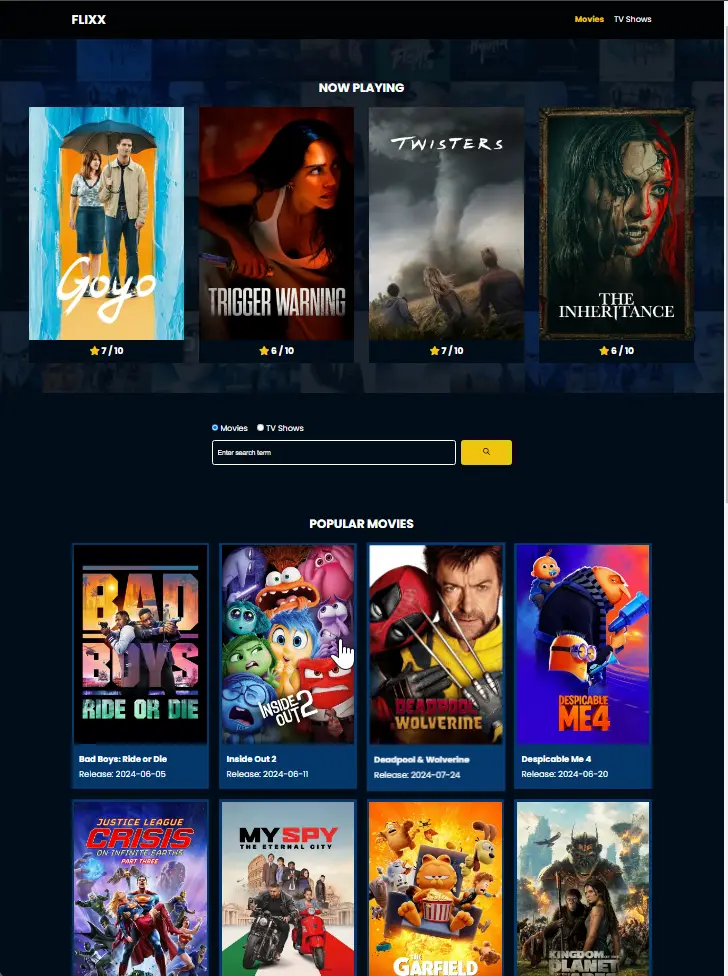 FLIXX
Movies TV Shows
NOW PLAYING
Goyo
TRIGGER WARNING
TWISTERS
THE
INHERITANCE
7 / 10
6 / 10
7 / 10
6 / 10
Movies TV Shows
Enter search term
POPULAR MOVIES
BAD
BOYS
RIDE OR DIE
INSIDE
OUT 2
DEADPOOL
WOLVERINE
DESPICABLE
ME4
Bad Boys: Ride or Die
Release: 2024-06-05
Inside Out 2
Release: 2024-06-11
Deadpool & Wolverine
Release: 2024-07-24
Despicable Me 4
Release: 2024-06-20
JUSTICE LEAGUE
CRISIS
ON INFINITE EARTHS
PART THREE
MY SPY
THE ETERNAL CITY
THE
GARFIELD
KINGDOM
PLANET